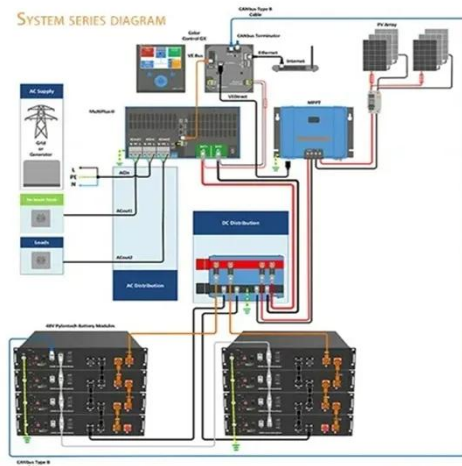 SYSTEM SERIES DIAGRAM
CANbus Type B
Cable
Color
Control GX
CANbus Terminator
VE Bus
Ethernet
Internet
PV Array
VE.Direct
AC Supply
MultiPlus-II
MPPT
Grid
or
Generator
L
PE
N
ACin
ACout1
Loads
ACout2
DC Distribution
AC Distribution
48V Pylontech Battery Modules
CANbus Type B